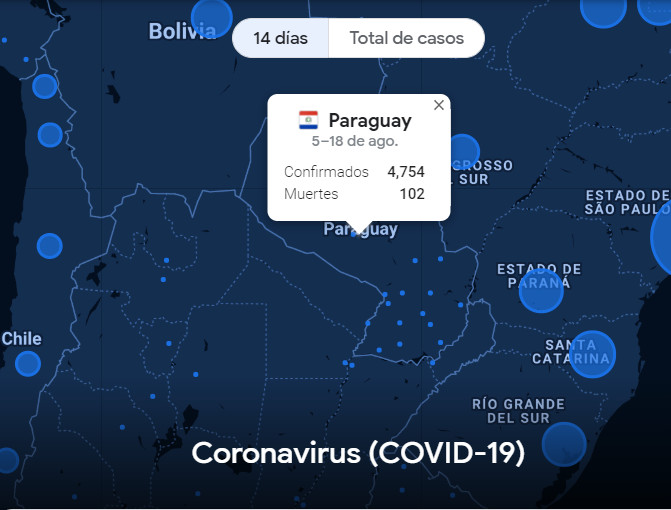 Bolivia
14 días
Total de casos
×
Paraguay
5–18 de ago.
Confirmados 4,754
Muertes 102
GROSSO
SUL
ESTADO DE
SÃO PAULO
Paraguay
ESTADO DE
PARANÁ
Chile
SANTA
CATARINA
RÍO GRANDE
DEL SUR
Coronavirus (COVID-19)